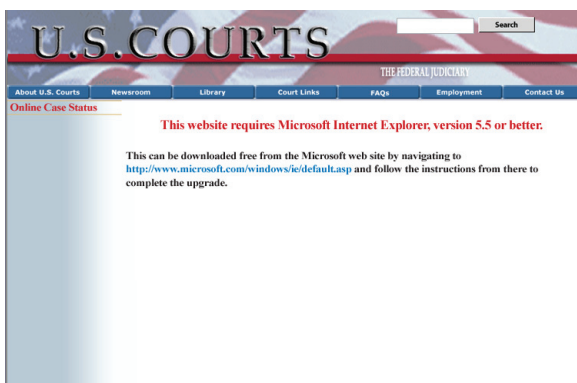 Search
U.S.COURTS
THE FEDERAL JUDICIARY
About U.S. Courts Newsroom Library Court Links FAQs Employment Contact Us
Online Case Status
This website requires Microsoft Internet Explorer, version 5.5 or better.
This can be downloaded free from the Microsoft web site by navigating to
http://www.microsoft.com/windows/ie/default.asp and follow the instructions from there to
complete the upgrade.